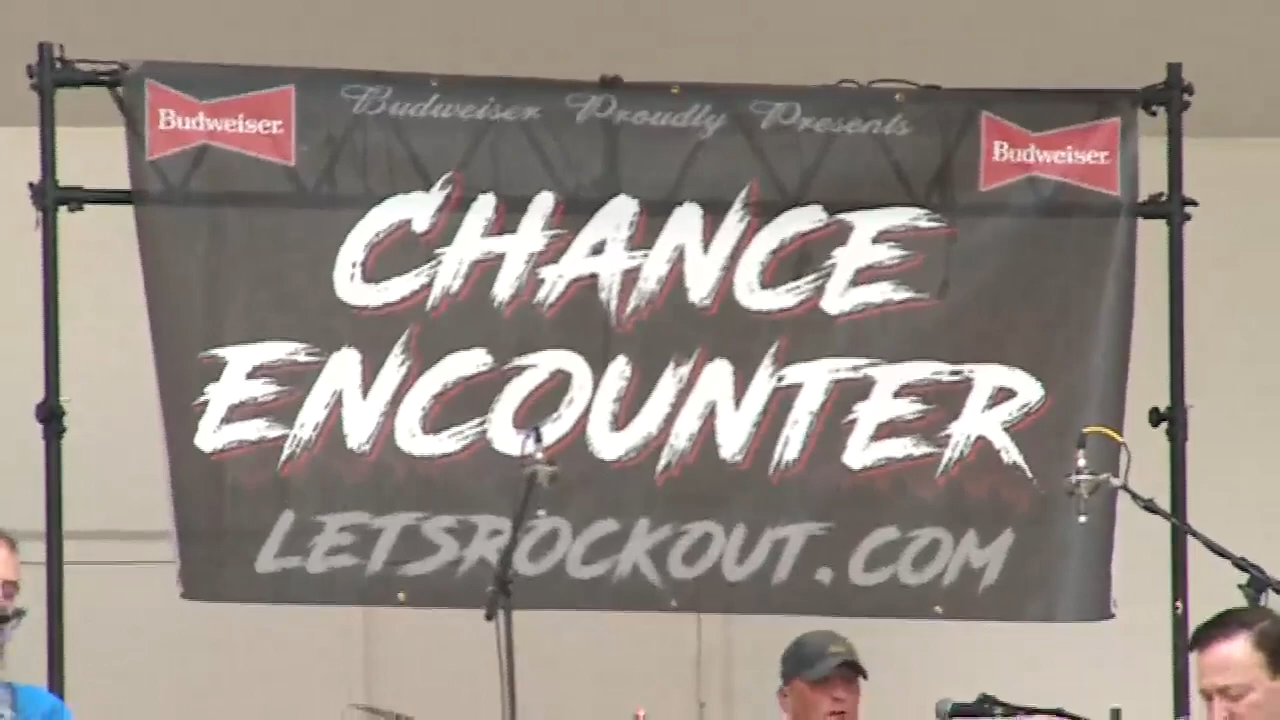 Budweiser Proudly Presents
Budweiser
Budweiser
CHANCE
ENCOUNTER
LETSROCKOUT.COM